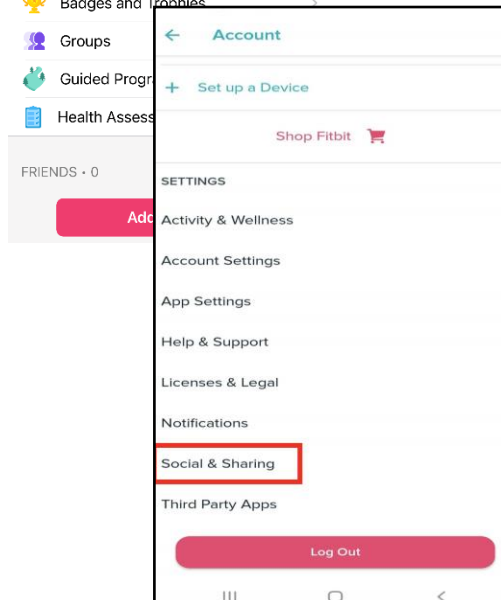 Badges and Trophies
Groups
Guided Progr
Health Assess
FRIENDS • 0
Add
Account
+ Set up a Device
Shop Fitbit
SETTINGS
Activity & Wellness
Account Settings
App Settings
Help & Support
Licenses & Legal
Notifications
Social & Sharing
Third Party Apps
Log Out